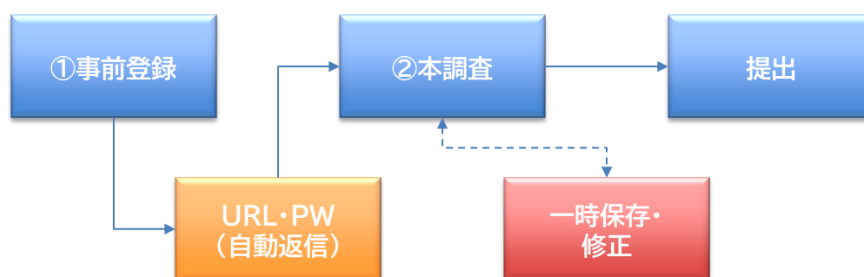 ①事前登録
②本調査
提出
URL・PW
（自動返信）
一時保存・
修正